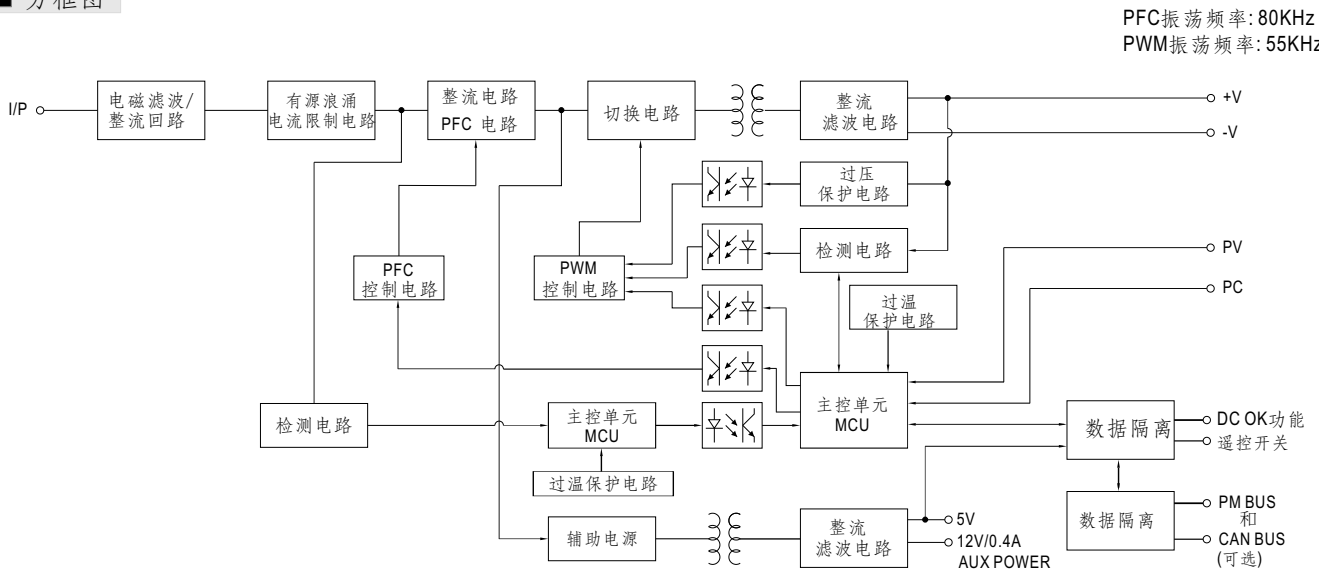 ■ 方框图
PFC振荡频率: 80KHz
PWM振荡频率: 55KHz
I/P
电磁滤波/
整流回路
有源浪涌
电流限制电路
整流电路
PFC 电路
切换电路
整流
滤波电路
+V
-V
过压
保护电路
检测电路
PV
PFC
控制电路
PWM
控制电路
过温
保护电路
PC
检测电路
主控单元
MCU
主控单元
MCU
数据隔离
DC OK功能
遥控开关
过温保护电路
辅助电源
整流
滤波电路
5V
12V/0.4A
AUX POWER
数据隔离
PM BUS
和
CAN BUS
(可选)